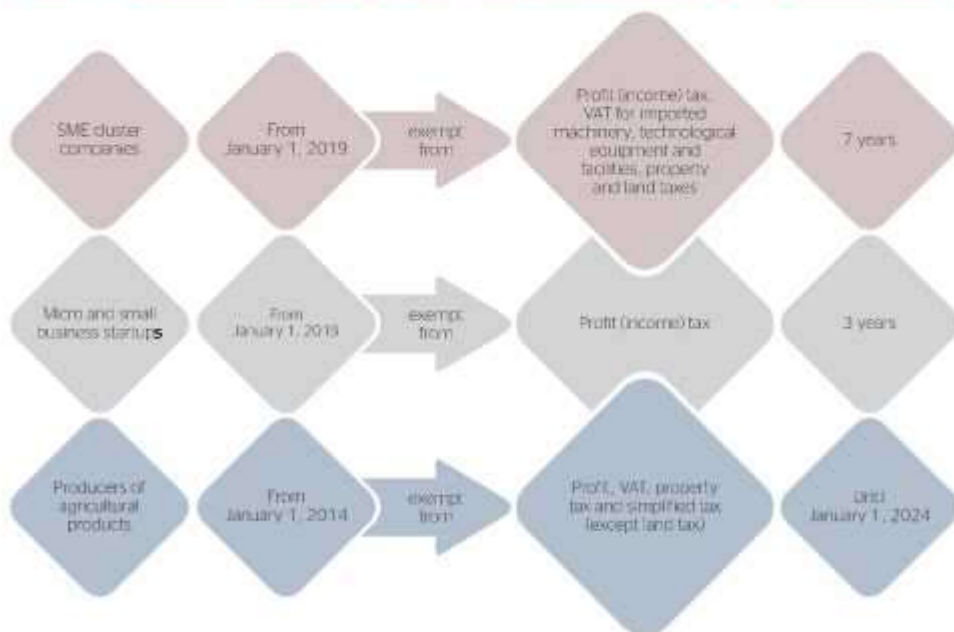 SME cluster
companies
From
January 1, 2019
exempt
from
Profit (income) tax,
VAT for imported
machinery, technological
equipment and
facilities, property
and land taxes
7 years
Micro and small
business startups
From
January 1, 2019
exempt
from
Profit (income) tax
3 years
Producers of
agricultural
products
From
January 1, 2014
exempt
from
Profit, VAT, property
tax and simplified tax
(except land tax)
Until
January 1, 2024